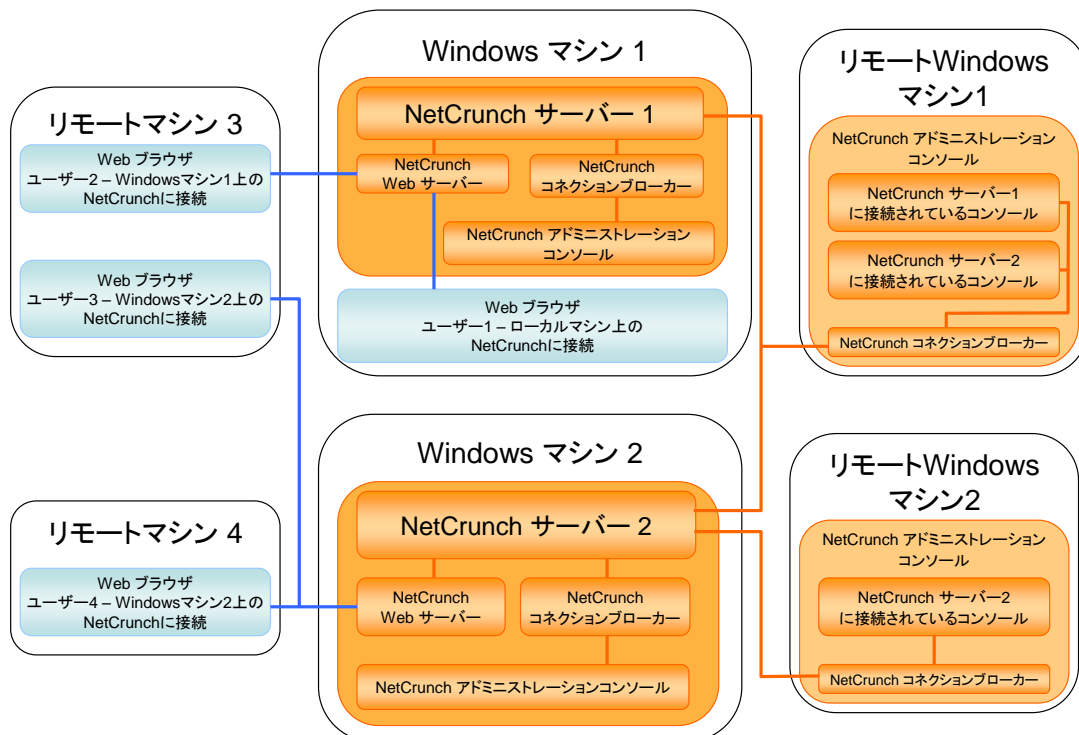 Windows マシン 1
NetCrunch サーバー 1
NetCrunch
Web サーバー
NetCrunch
コネクションブローカー
NetCrunch アドミニストレーション
コンソール
Web ブラウザ
ユーザー1 – ローカルマシン上の
NetCrunchに接続
リモートマシン 3
Web ブラウザ
ユーザー2 – Windowsマシン1上の
NetCrunchに接続
Web ブラウザ
ユーザー3 – Windowsマシン2上の
NetCrunchに接続
リモートWindows
マシン1
NetCrunch アドミニストレーション
コンソール
NetCrunch サーバー1
に接続されているコンソール
NetCrunch サーバー2
に接続されているコンソール
NetCrunch コネクションブローカー
Windows マシン 2
NetCrunch サーバー 2
NetCrunch
Web サーバー
NetCrunch
コネクションブローカー
NetCrunch アドミニストレーションコンソール
リモートマシン 4
Web ブラウザ
ユーザー4 – Windowsマシン2上の
NetCrunchに接続
リモートWindows
マシン2
NetCrunch アドミニストレーション
コンソール
NetCrunch サーバー2
に接続されているコンソール
NetCrunch コネクションブローカー